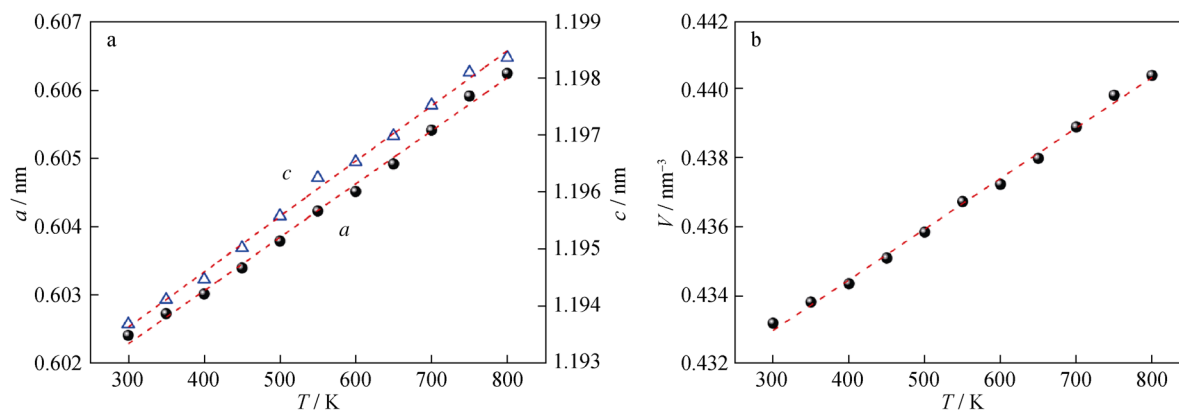 a
0.607
0.606
0.605
0.604
0.603
0.602
a / nm
300 400 500 600 700 800
T / K
1.199
1.198
1.197
1.196
1.195
1.194
1.193
c / nm
c
a
b
0.442
0.440
0.438
0.436
0.434
0.432
V / nm⁻³
300 400 500 600 700 800
T / K